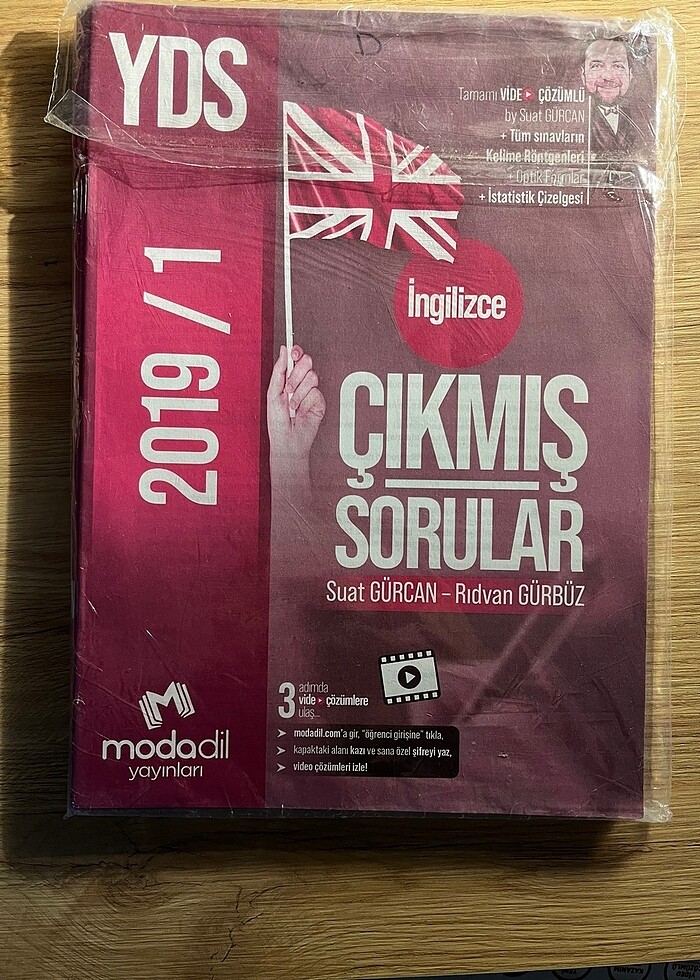 YDS
D
Tamamı VİDEO ÇÖZÜMLÜ
by Suat GÜRCAN
+ Tüm sınavların
Kelime Röntgenleri
+ Optik Formlar
+ İstatistik Çizelgesi
2019 / 1
İngilizce
ÇIKMIŞ
SORULAR
Suat GÜRCAN – Rıdvan GÜRBÜZ
3 adımda
video çözümlere
ulaş...
modadil.com'a gir, "öğrenci girişine" tıkla,
kapaktaki alanı kazı ve sana özel şifreyi yaz,
video çözümleri izle!
modadil
yayınları